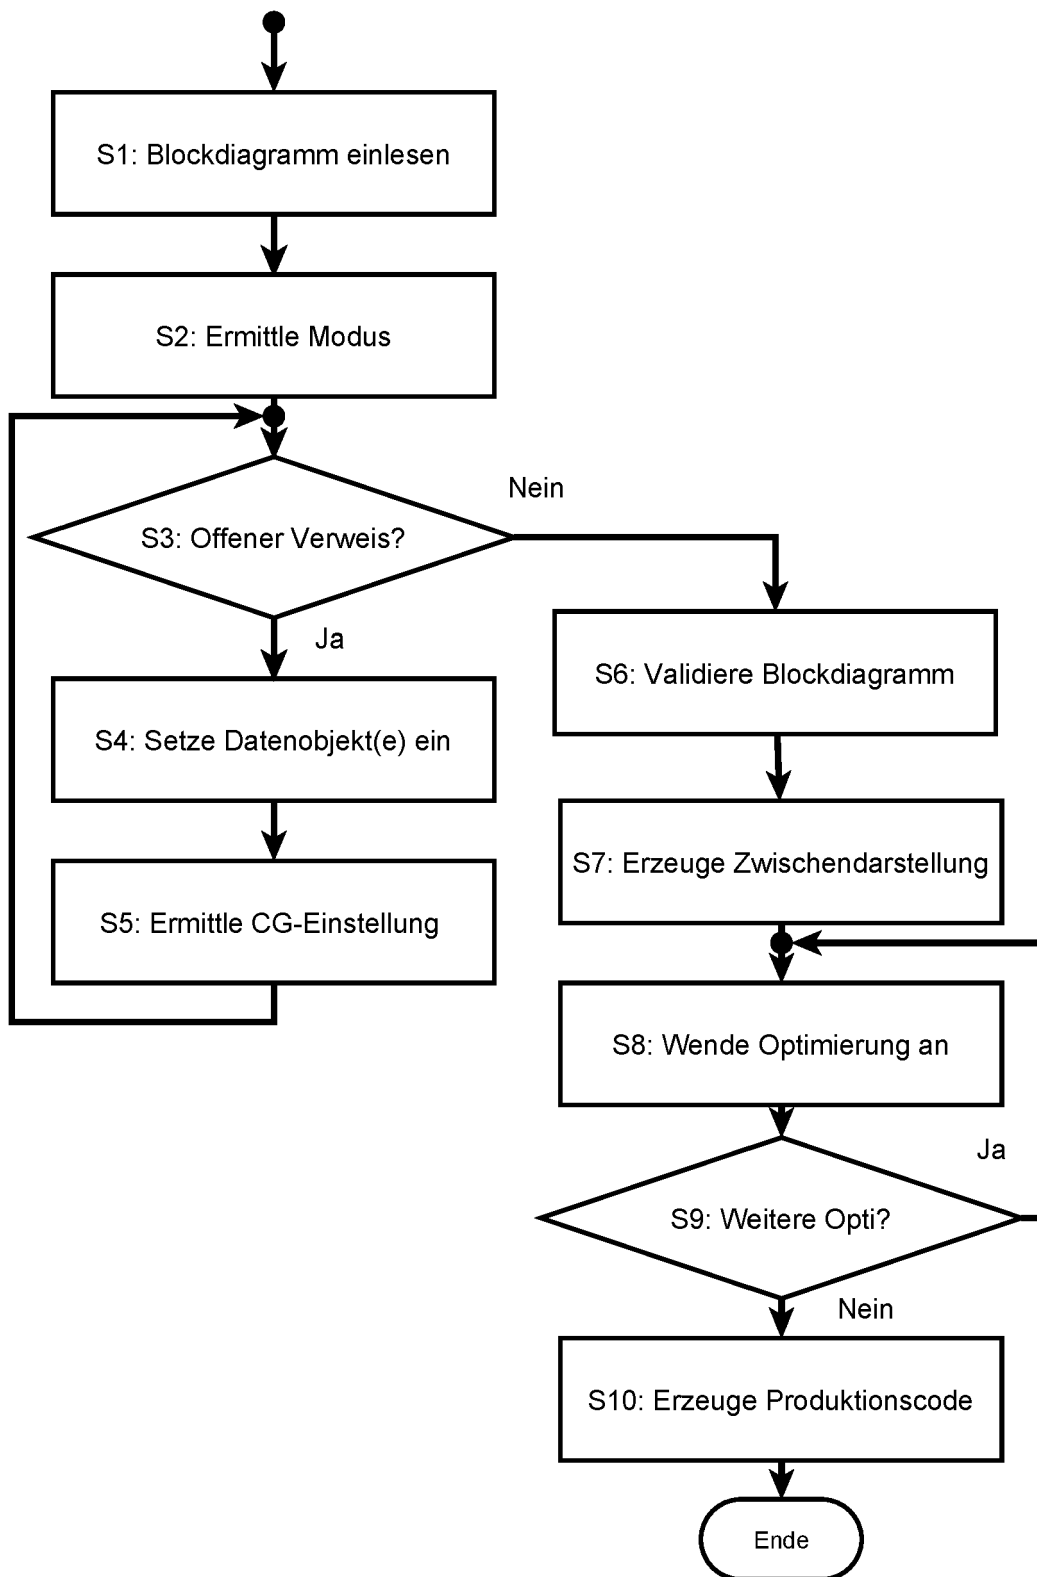 S1: Blockdiagramm einlesen
S2: Ermittle Modus
S3: Offener Verweis?
Nein
Ja
S4: Setze Datenobjekt(e) ein
S5: Ermittle CG-Einstellung
S6: Validiere Blockdiagramm
S7: Erzeuge Zwischendarstellung
S8: Wende Optimierung an
S9: Weitere Opti?
Ja
Nein
S10: Erzeuge Produktionscode
Ende